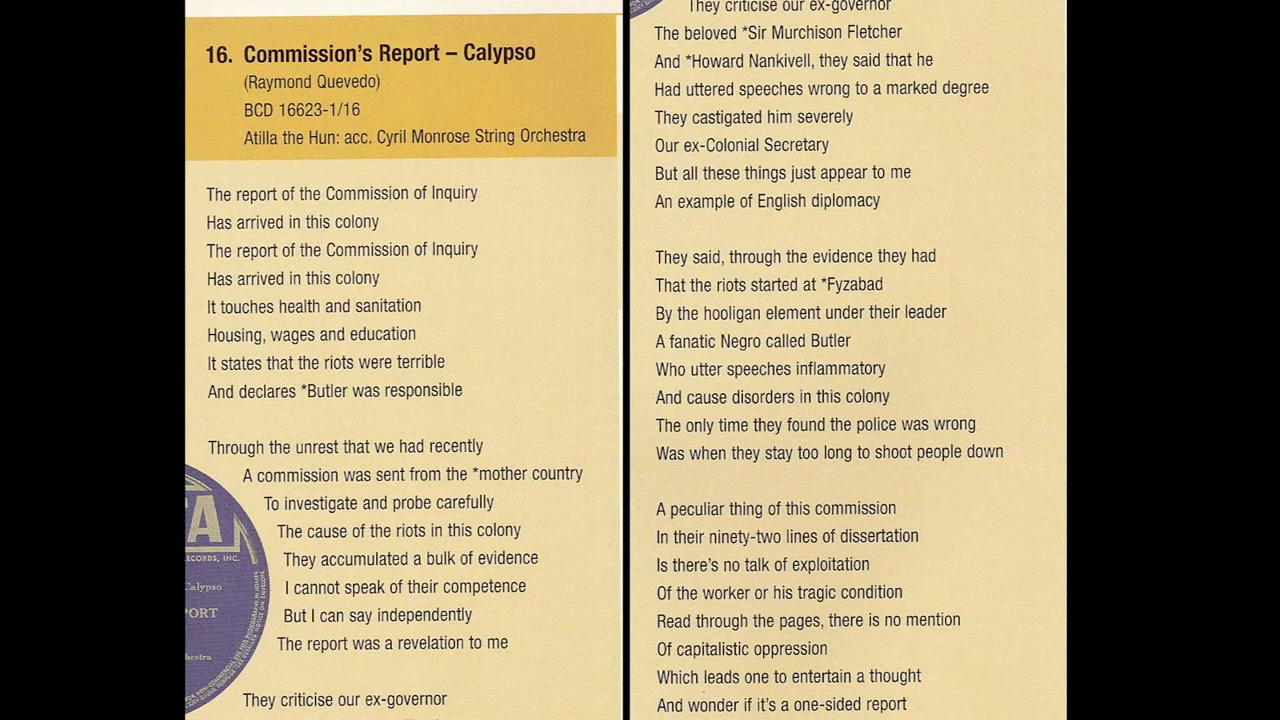 16. Commission's Report – Calypso
(Raymond Quevedo)
BCD 16623-1/16
Atilla the Hun: acc. Cyril Monrose String Orchestra
The report of the Commission of Inquiry
Has arrived in this colony
The report of the Commission of Inquiry
Has arrived in this colony
It touches health and sanitation
Housing, wages and education
It states that the riots were terrible
And declares *Butler was responsible
Through the unrest that we had recently
A commission was sent from the *mother country
To investigate and probe carefully
The cause of the riots in this colony
They accumulated a bulk of evidence
I cannot speak of their competence
But I can say independently
The report was a revelation to me
They criticise our ex-governor
TA
ECORDS, INC.
Calypso
PORT
hestra
They criticise our ex-governor
The beloved *Sir Murchison Fletcher
And *Howard Nankivell, they said that he
Had uttered speeches wrong to a marked degree
They castigated him severely
Our ex-Colonial Secretary
But all these things just appear to me
An example of English diplomacy
They said, through the evidence they had
That the riots started at *Fyzabad
By the hooligan element under their leader
A fanatic Negro called Butler
Who utter speeches inflammatory
And cause disorders in this colony
The only time they found the police was wrong
Was when they stay too long to shoot people down
A peculiar thing of this commission
In their ninety-two lines of dissertation
Is there's no talk of exploitation
Of the worker or his tragic condition
Read through the pages, there is no mention
Of capitalistic oppression
Which leads one to entertain a thought
And wonder if it's a one-sided report